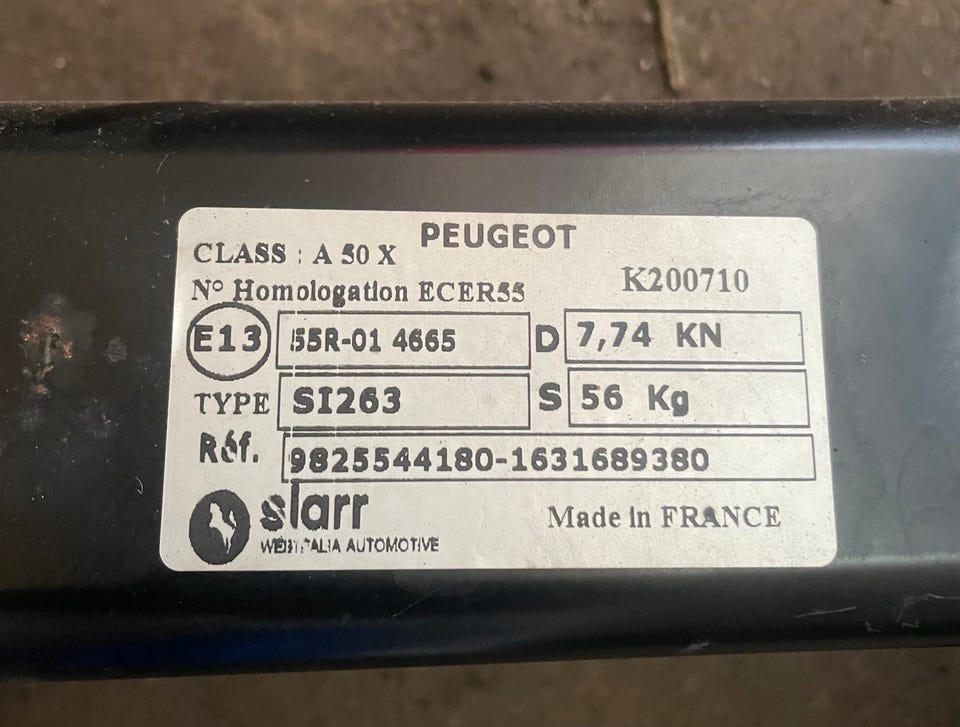 PEUGEOT
CLASS : A 50 X
K200710
N° Homologation ECER55
E13 55R-01 4665 D 7,74 KN
TYPE SI263 S 56 Kg
Réf. 9825544180-1631689380
siarr
WESTFALIA AUTOMOTIVE
Made in FRANCE